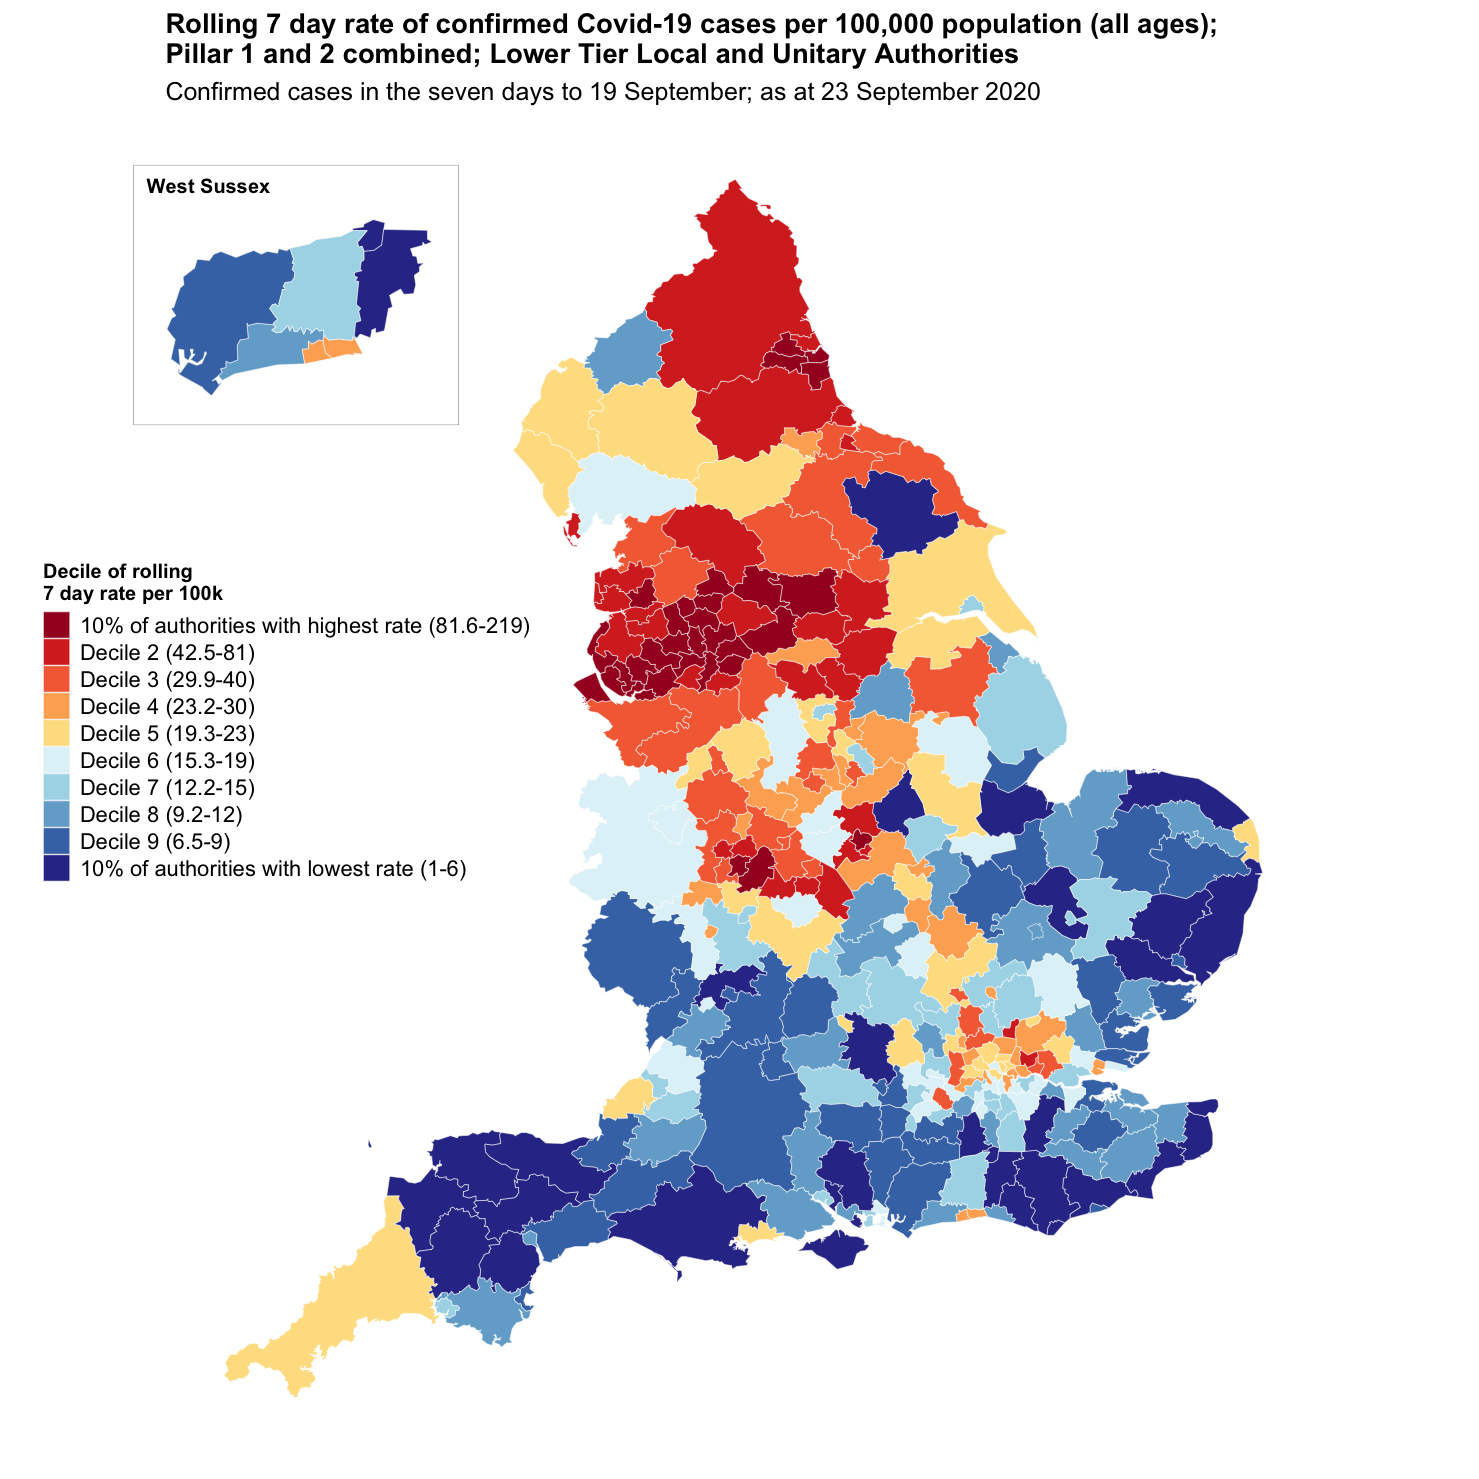 Rolling 7 day rate of confirmed Covid-19 cases per 100,000 population (all ages);
Pillar 1 and 2 combined; Lower Tier Local and Unitary Authorities
Confirmed cases in the seven days to 19 September; as at 23 September 2020
West Sussex
Decile of rolling
7 day rate per 100k
10% of authorities with highest rate (81.6-219)
Decile 2 (42.5-81)
Decile 3 (29.9-40)
Decile 4 (23.2-30)
Decile 5 (19.3-23)
Decile 6 (15.3-19)
Decile 7 (12.2-15)
Decile 8 (9.2-12)
Decile 9 (6.5-9)
10% of authorities with lowest rate (1-6)